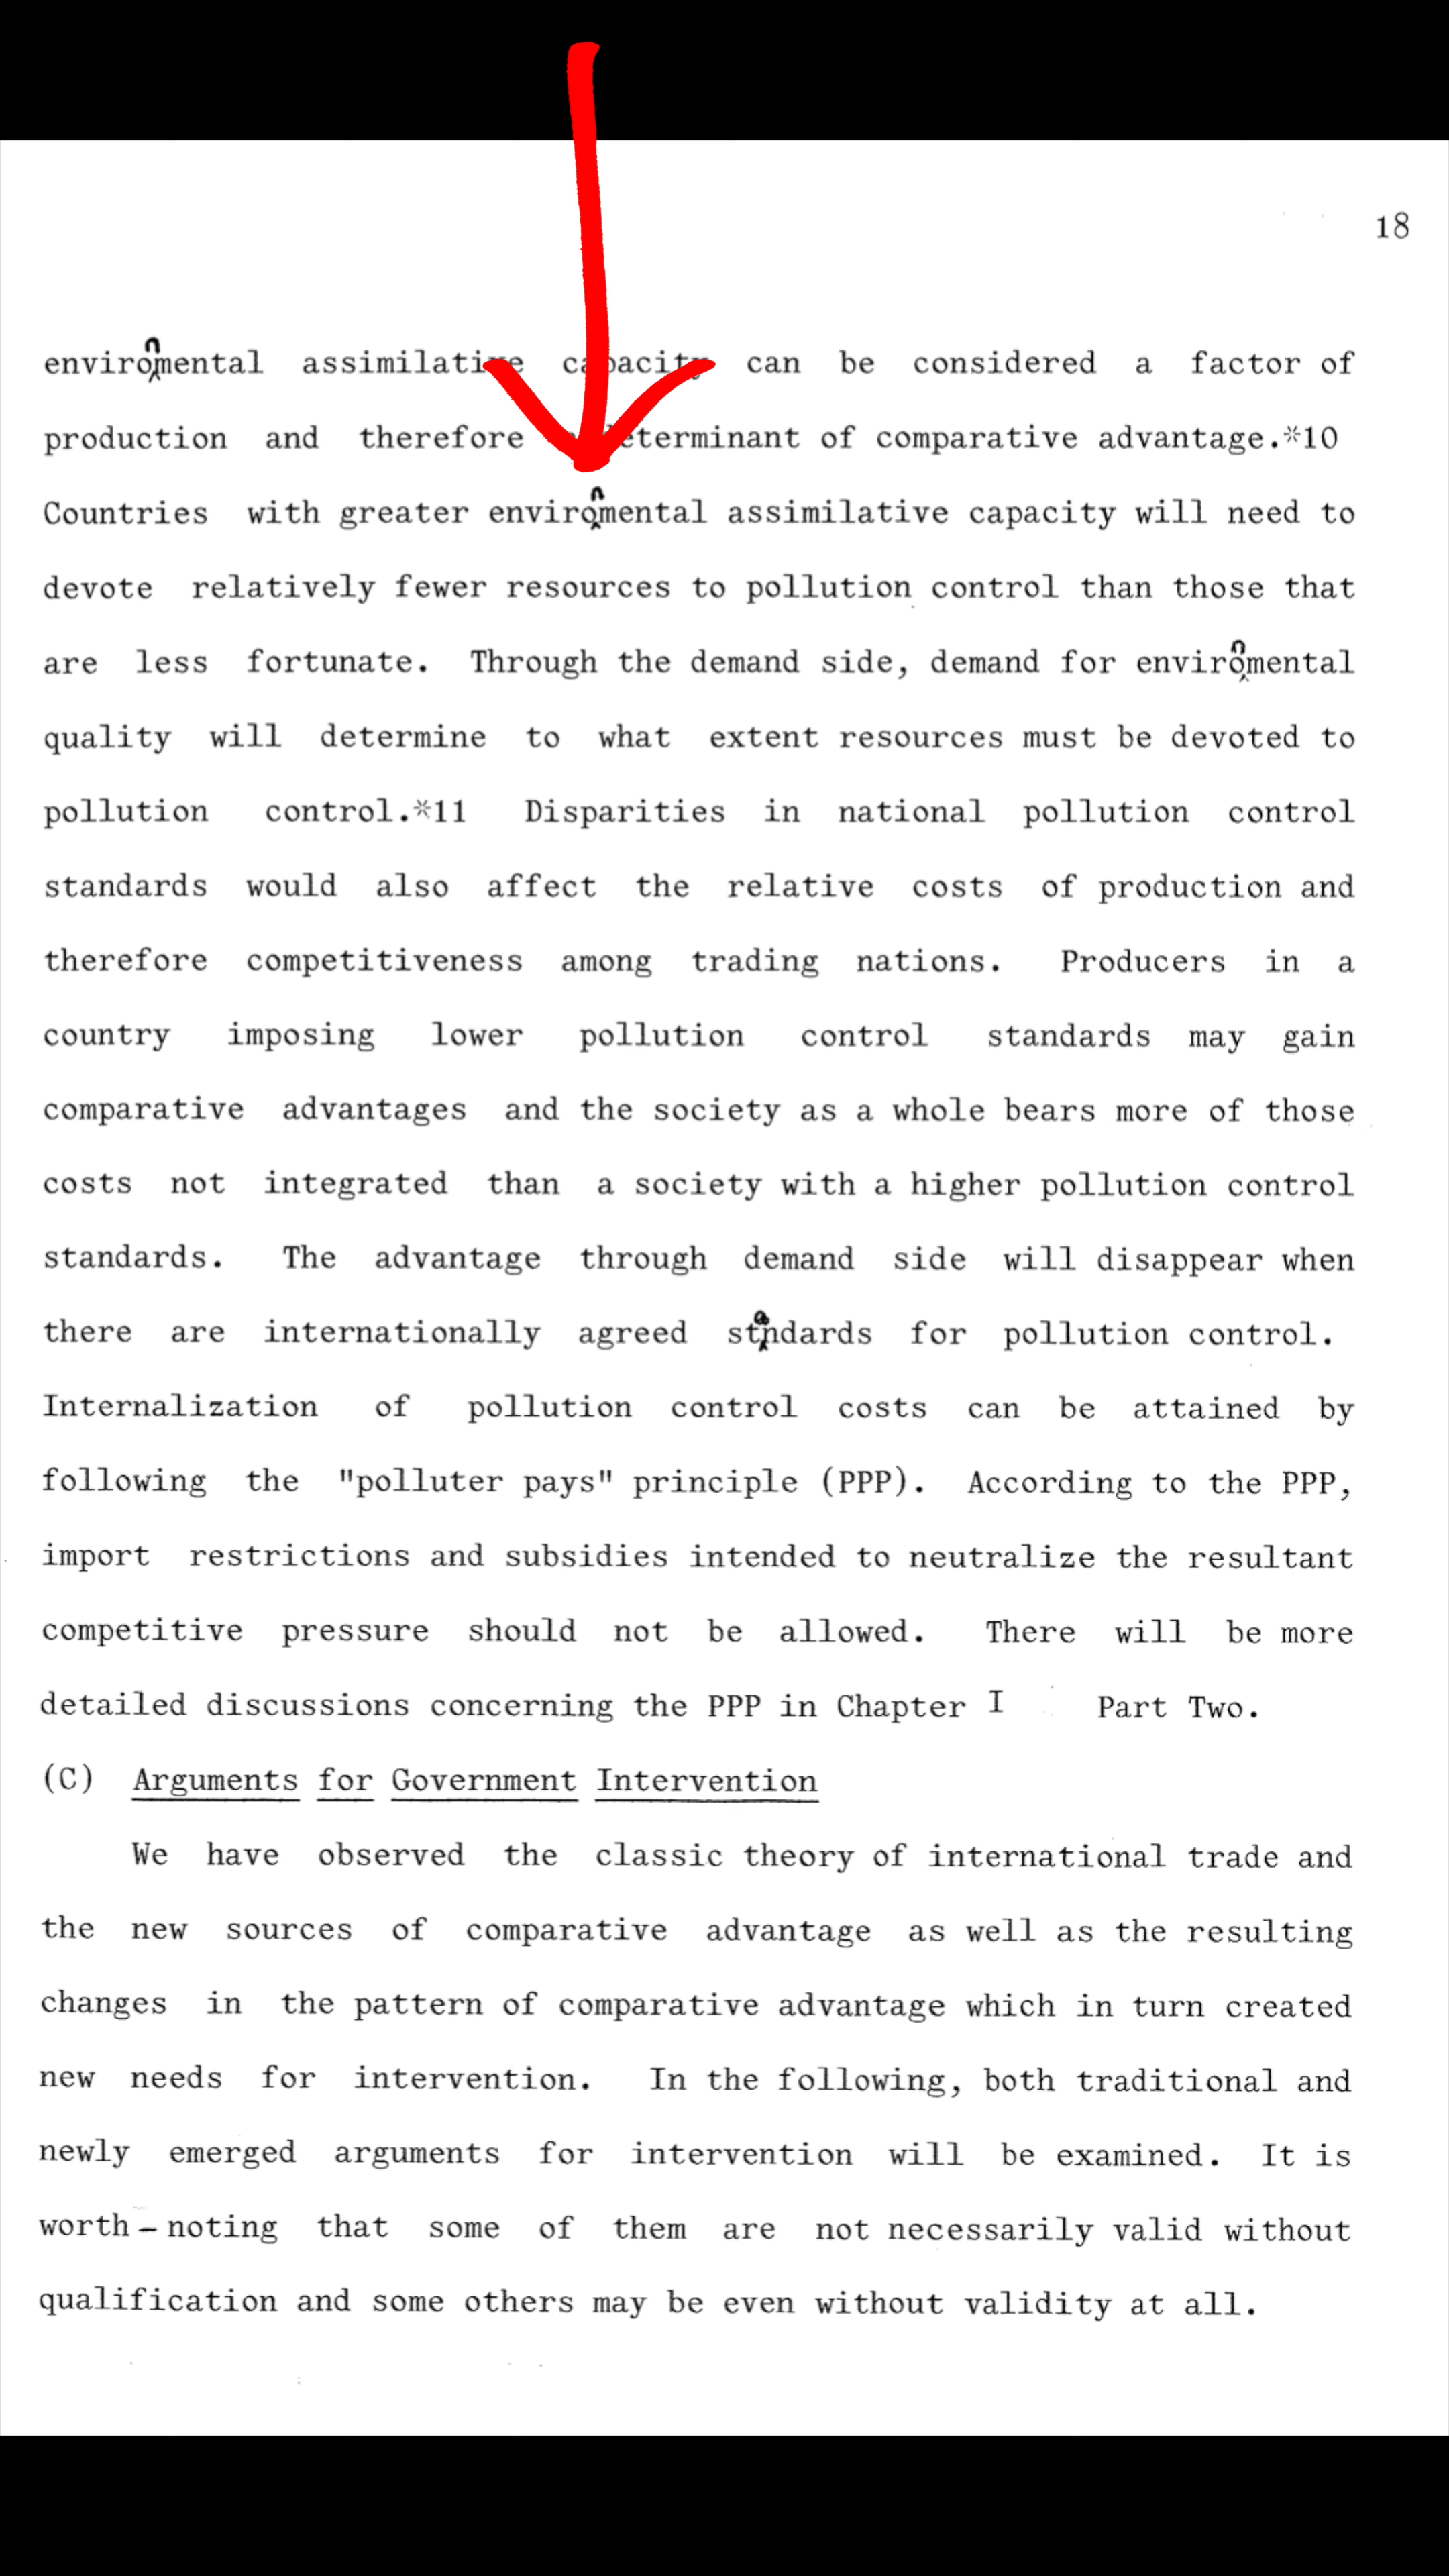 18
enviromental assimilative capacity can be considered a factor of
n
production and therefore determinant of comparative advantage.*10
Countries with greater enviromental assimilative capacity will need to
n
devote relatively fewer resources to pollution control than those that
are less fortunate. Through the demand side, demand for enviromental
n
quality will determine to what extent resources must be devoted to
pollution control.*11 Disparities in national pollution control
standards would also affect the relative costs of production and
therefore competitiveness among trading nations. Producers in a
country imposing lower pollution control standards may gain
comparative advantages and the society as a whole bears more of those
costs not integrated than a society with a higher pollution control
standards. The advantage through demand side will disappear when
there are internationally agreed stndards for pollution control.
a
Internalization of pollution control costs can be attained by
following the "polluter pays" principle (PPP). According to the PPP,
import restrictions and subsidies intended to neutralize the resultant
competitive pressure should not be allowed. There will be more
detailed discussions concerning the PPP in Chapter I Part Two.
(C) Arguments for Government Intervention
We have observed the classic theory of international trade and
the new sources of comparative advantage as well as the resulting
changes in the pattern of comparative advantage which in turn created
new needs for intervention. In the following, both traditional and
newly emerged arguments for intervention will be examined. It is
worth-noting that some of them are not necessarily valid without
qualification and some others may be even without validity at all.